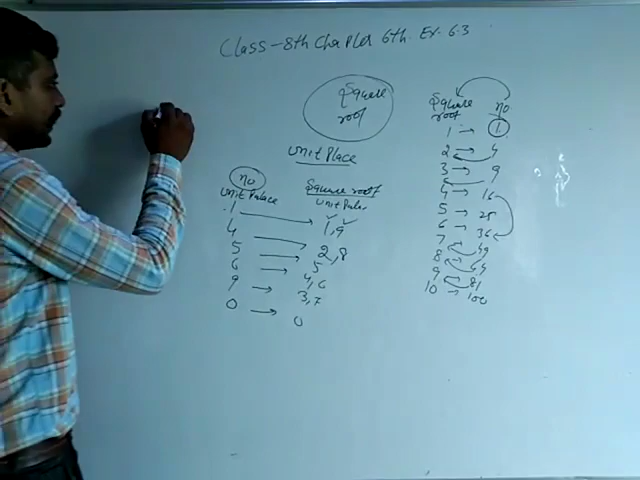 Class-8th Chapter 6th. Ex. 6.3
Square
root
Unit Place
no
Unit Palace
Square root
Unit Palac
1 → 1,9
4 → 2,8
5 → 5
6 → 4,6
9 → 3,7
0 → 0
Square
root
no
1 → 1
2 → 4
3 → 9
4 → 16
5 → 25
6 → 36
7 → 49
8 → 64
9 → 81
10 → 100